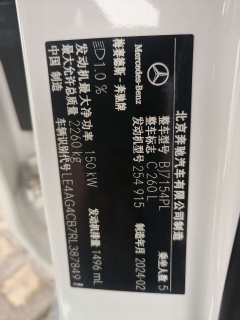 Mercedes-Benz
北京奔驰汽车有限公司制造
整车型号 BJ7154JPL 乘坐人数 5
整车标志 C 260 L
发动机型号 254 915 制造年月 2024-02
梅赛德斯-奔驰牌
1.0 %
发动机最大净功率 150 kW 发动机排量 1496 mL
最大允许总质量 2260 kg
车辆识别代号 LE4AG4CB7RL387849
中国 制造